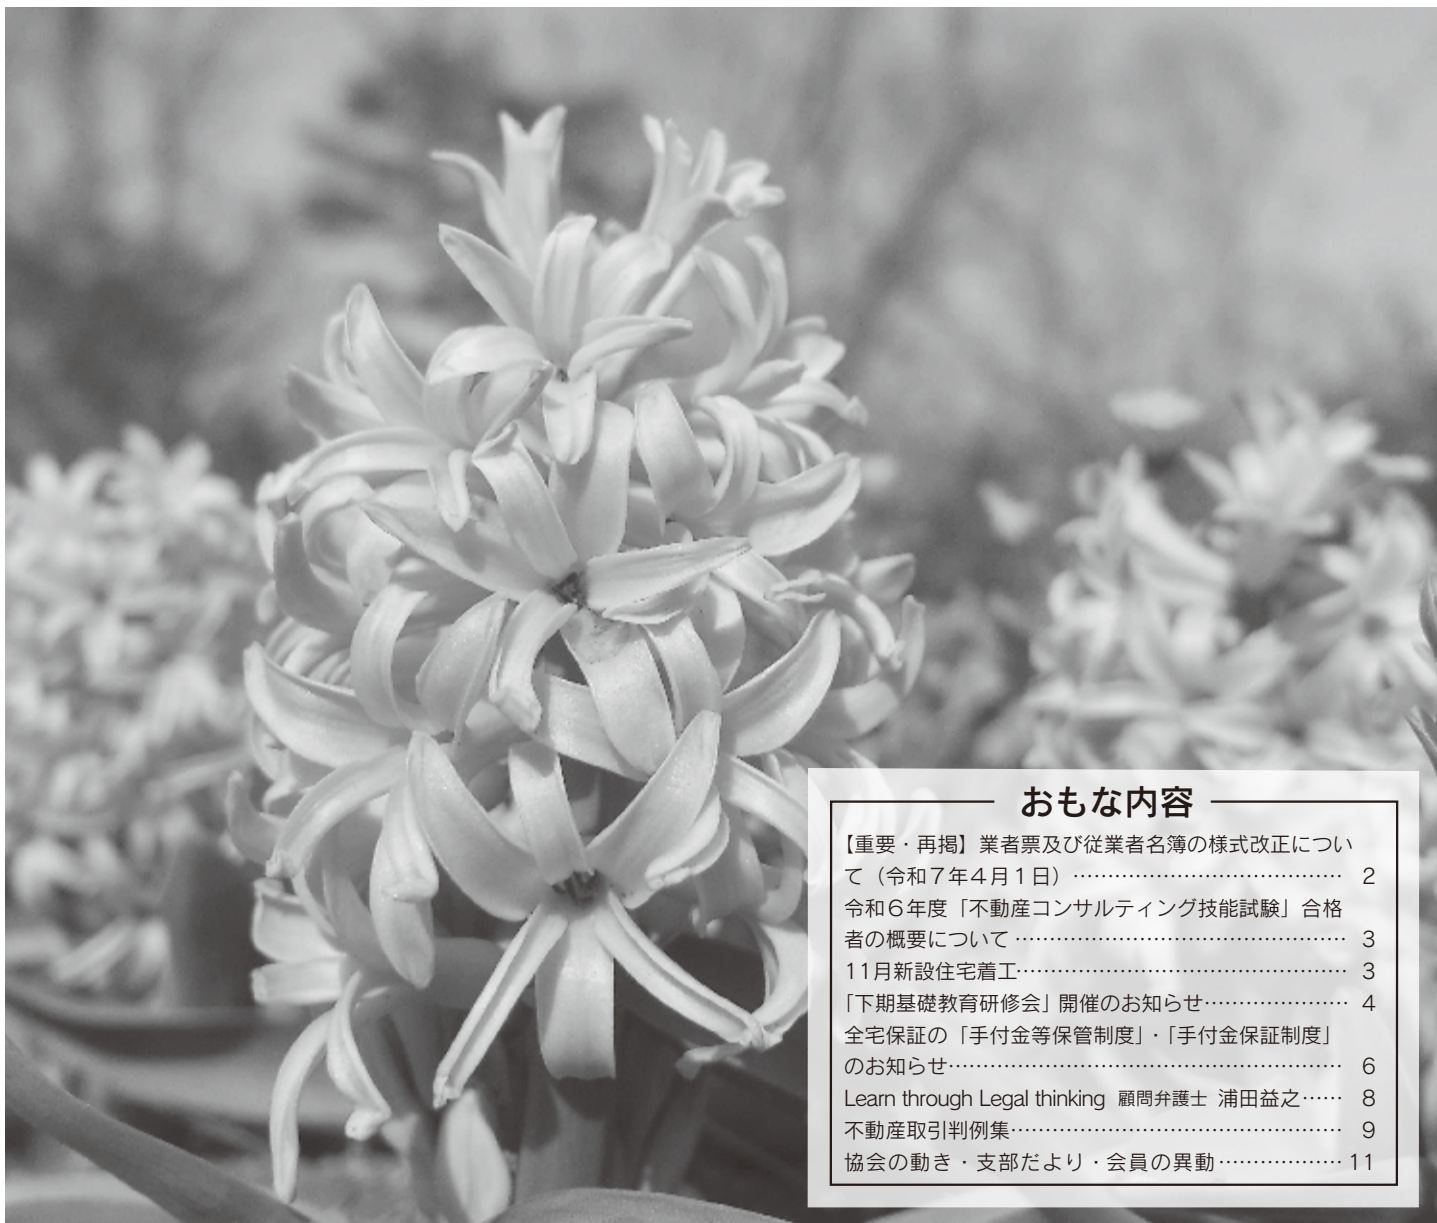 おもな内容
【重要・再掲】業者票及び従業者名簿の様式改正につい
て（令和７年４月１日）…………………………………… 2
令和６年度「不動産コンサルティング技能試験」合格
者の概要について………………………………………… 3
11月新設住宅着工………………………………………… 3
「下期基礎教育研修会」開催のお知らせ………………… 4
全宅保証の「手付金等保管制度」・「手付金保証制度」
のお知らせ………………………………………………… 6
Learn through Legal thinking 顧問弁護士 浦田益之…… 8
不動産取引判例集………………………………………… 9
協会の動き・支部だより・会員の異動………………… 11